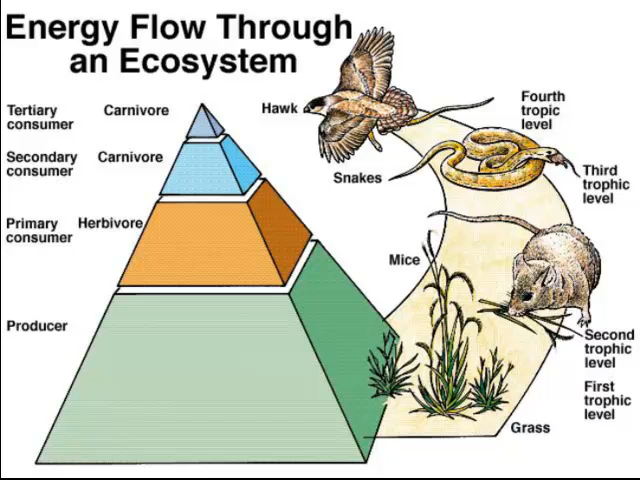 Energy Flow Through
an Ecosystem
Tertiary
consumer
Carnivore
Hawk
Fourth
tropic
level
Secondary
consumer
Carnivore
Snakes
Third
trophic
level
Primary
consumer
Herbivore
Mice
Second
trophic
level
Producer
First
trophic
level
Grass